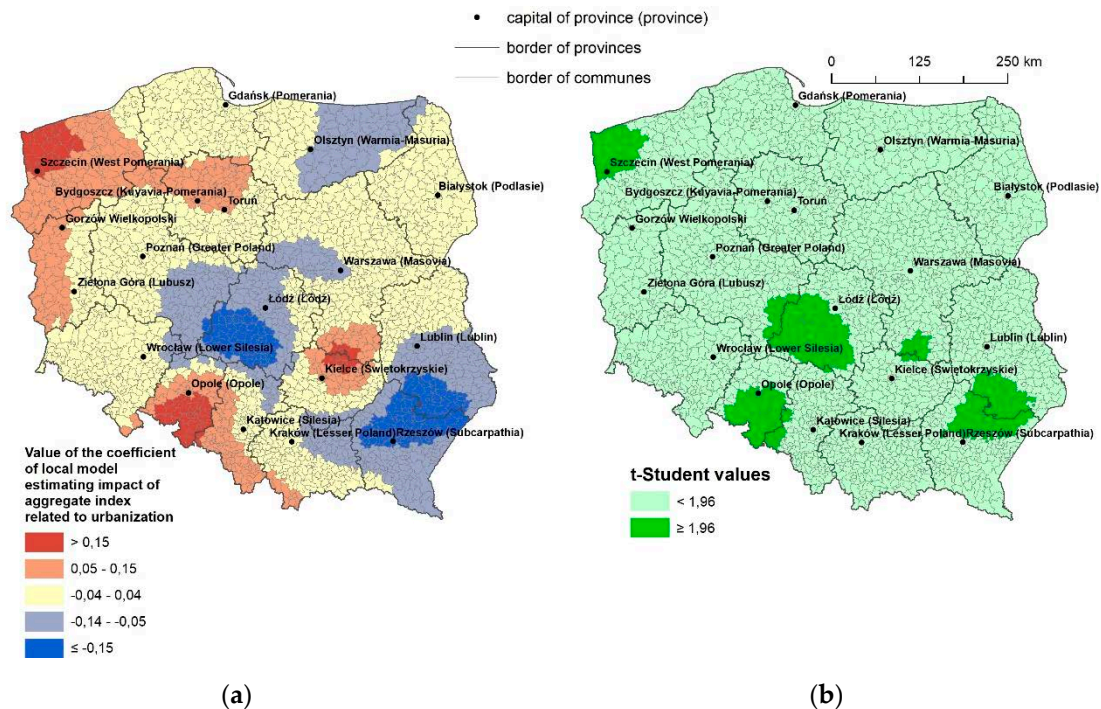 capital of province (province)
border of provinces
border of communes
0 125 250 km
Gdańsk (Pomerania)
Olsztyn (Warmia-Masuria)
Szczecin (West Pomerania)
Białystok (Podlasie)
Bydgoszcz (Kuyavia-Pomerania)
Toruń
Gorzów Wielkopolski
Poznań (Greater Poland)
Warszawa (Masovia)
Zielona Góra (Lubusz)
Łódź (Łódź)
Lublin (Lublin)
Wrocław (Lower Silesia)
Kielce (Świętokrzyskie)
Opole (Opole)
Katowice (Silesia)
Kraków (Lesser Poland)
Rzeszów (Subcarpathia)
Value of the coefficient
of local model
estimating impact of
aggregate index
related to urbanization
> 0,15
0,05 - 0,15
-0,04 - 0,04
-0,14 - -0,05
≤ -0,15
(a)
Gdańsk (Pomerania)
Olsztyn (Warmia-Masuria)
Szczecin (West Pomerania)
Białystok (Podlasie)
Bydgoszcz (Kuyavia-Pomerania)
Toruń
Gorzów Wielkopolski
Poznań (Greater Poland)
Warszawa (Masovia)
Zielona Góra (Lubusz)
Łódź (Łódź)
Lublin (Lublin)
Wrocław (Lower Silesia)
Kielce (Świętokrzyskie)
Opole (Opole)
Katowice (Silesia)
Kraków (Lesser Poland)
Rzeszów (Subcarpathia)
t-Student values
< 1,96
≥ 1,96
(b)